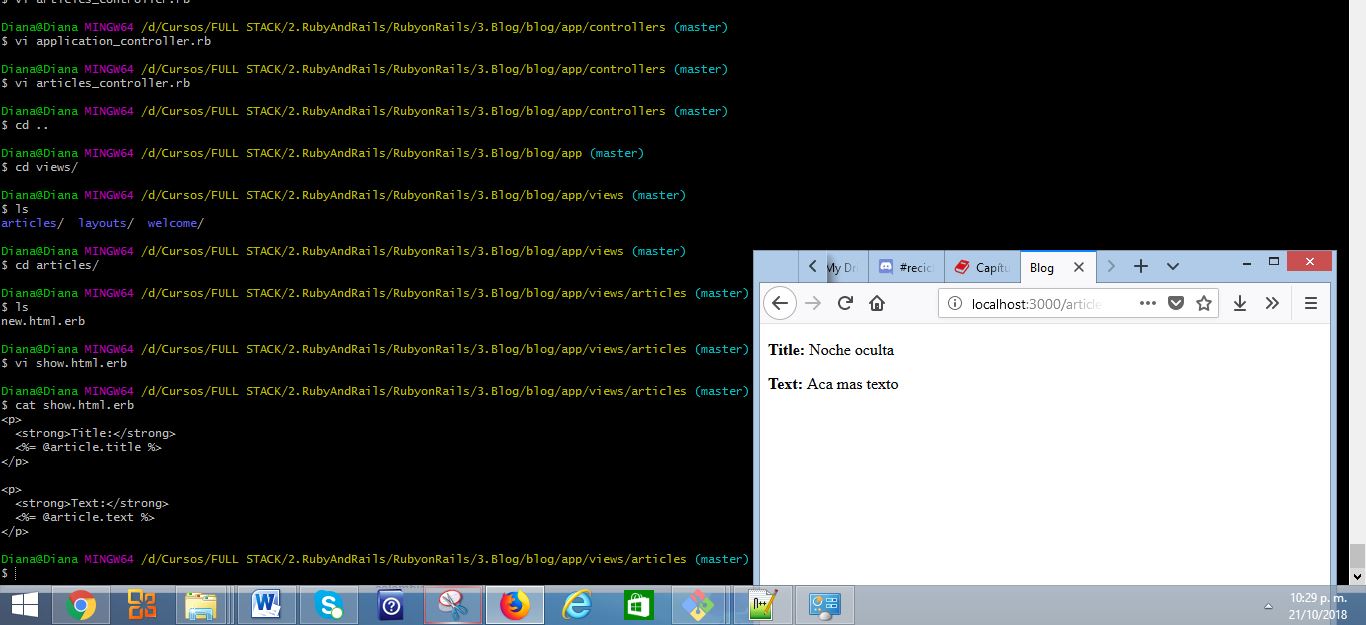 $ vi articles_controller.rb
Diana@Diana MINGW64 /d/Cursos/FULL STACK/2.RubyAndRails/RubyonRails/3.Blog/blog/app/controllers (master)
$ vi application_controller.rb
Diana@Diana MINGW64 /d/Cursos/FULL STACK/2.RubyAndRails/RubyonRails/3.Blog/blog/app/controllers (master)
$ vi articles_controller.rb
Diana@Diana MINGW64 /d/Cursos/FULL STACK/2.RubyAndRails/RubyonRails/3.Blog/blog/app/controllers (master)
$ cd ..
Diana@Diana MINGW64 /d/Cursos/FULL STACK/2.RubyAndRails/RubyonRails/3.Blog/blog/app (master)
$ cd views/
Diana@Diana MINGW64 /d/Cursos/FULL STACK/2.RubyAndRails/RubyonRails/3.Blog/blog/app/views (master)
$ ls
articles/  layouts/  welcome/
Diana@Diana MINGW64 /d/Cursos/FULL STACK/2.RubyAndRails/RubyonRails/3.Blog/blog/app/views (master)
$ cd articles/
Diana@Diana MINGW64 /d/Cursos/FULL STACK/2.RubyAndRails/RubyonRails/3.Blog/blog/app/views/articles (master)
$ ls
new.html.erb
Diana@Diana MINGW64 /d/Cursos/FULL STACK/2.RubyAndRails/RubyonRails/3.Blog/blog/app/views/articles (master)
$ vi show.html.erb
Diana@Diana MINGW64 /d/Cursos/FULL STACK/2.RubyAndRails/RubyonRails/3.Blog/blog/app/views/articles (master)
$ cat show.html.erb
<p>
  <strong>Title:</strong>
  <%= @article.title %>
</p>
<p>
  <strong>Text:</strong>
  <%= @article.text %>
</p>
Diana@Diana MINGW64 /d/Cursos/FULL STACK/2.RubyAndRails/RubyonRails/3.Blog/blog/app/views/articles (master)
$
My Dri #recic Capítu Blog
localhost:3000/article
Title: Noche oculta
Text: Aca mas texto
10:29 p. m.
21/10/2018